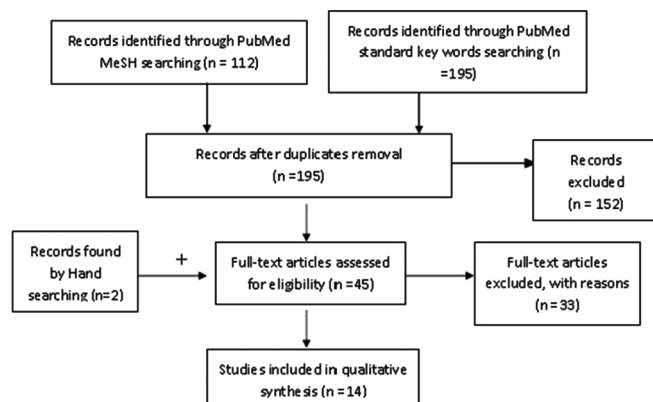 Records identified through PubMed
MeSH searching (n = 112)
Records identified through PubMed
standard key words searching (n
=195)
Records after duplicates removal
(n =195)
Records
excluded
(n = 152)
Records found
by Hand
searching (n=2)
+
Full-text articles assessed
for eligibility (n =45)
Full-text articles
excluded, with reasons
(n = 33)
Studies included in qualitative
synthesis (n = 14)